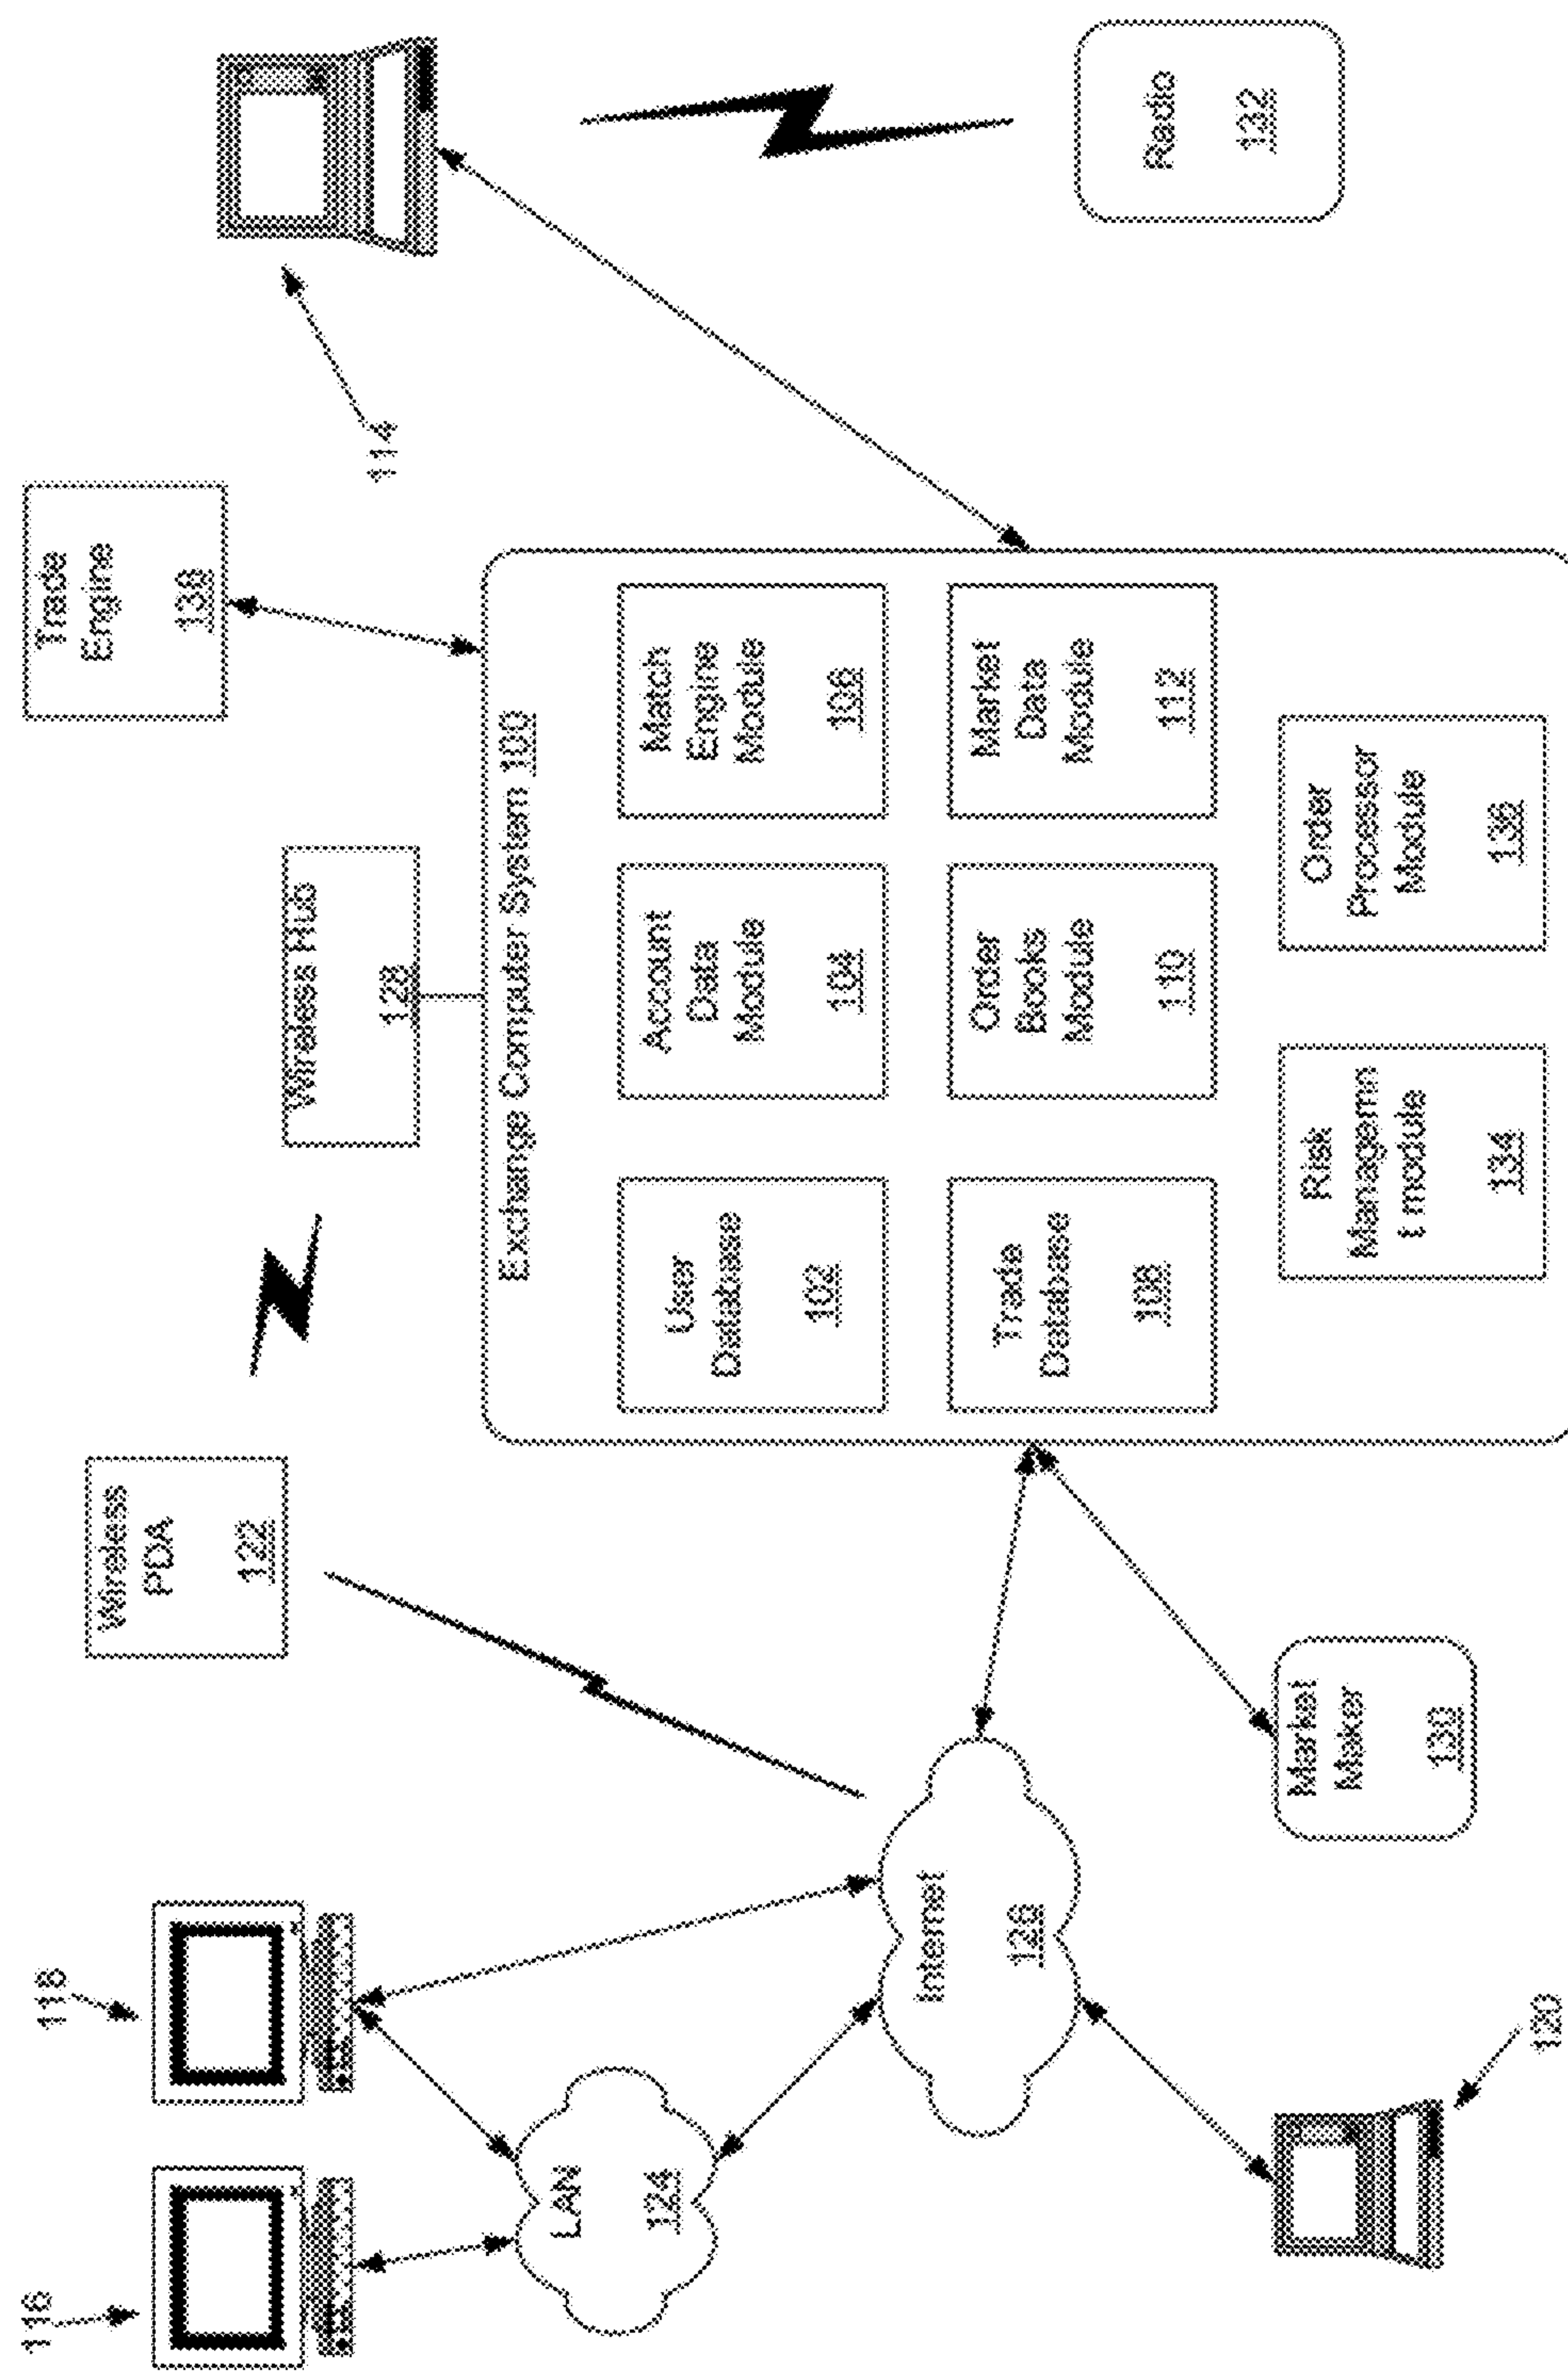 116
118
Wireless
PDA
122
Trade
Engine
138
Wireless Hub
128
114
Exchange Computer System 100
LAN
124
User
Database
102
Account
Data
Module
104
Match
Engine
Module
106
Internet
126
Trade
Database
108
Order
Books
Module
110
Market
Data
Module
112
Radio
132
Market
Maker
130
Risk
Managemn
t module
134
Order
Processor
Module
136
120